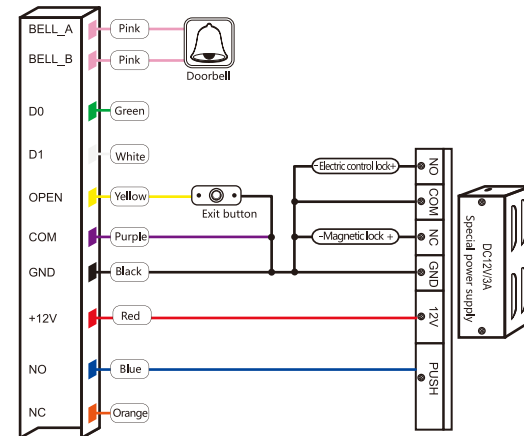 BELL_A Pink
BELL_B Pink
Doorbell
D0 Green
D1 White
-Electric control lock+ NO
OPEN Yellow
COM
Exit button
COM Purple
-Magnetic lock + NC
GND Black
GND
+12V Red
12V
NO Blue
PUSH
NC Orange
DC12V/3A
Special power supply